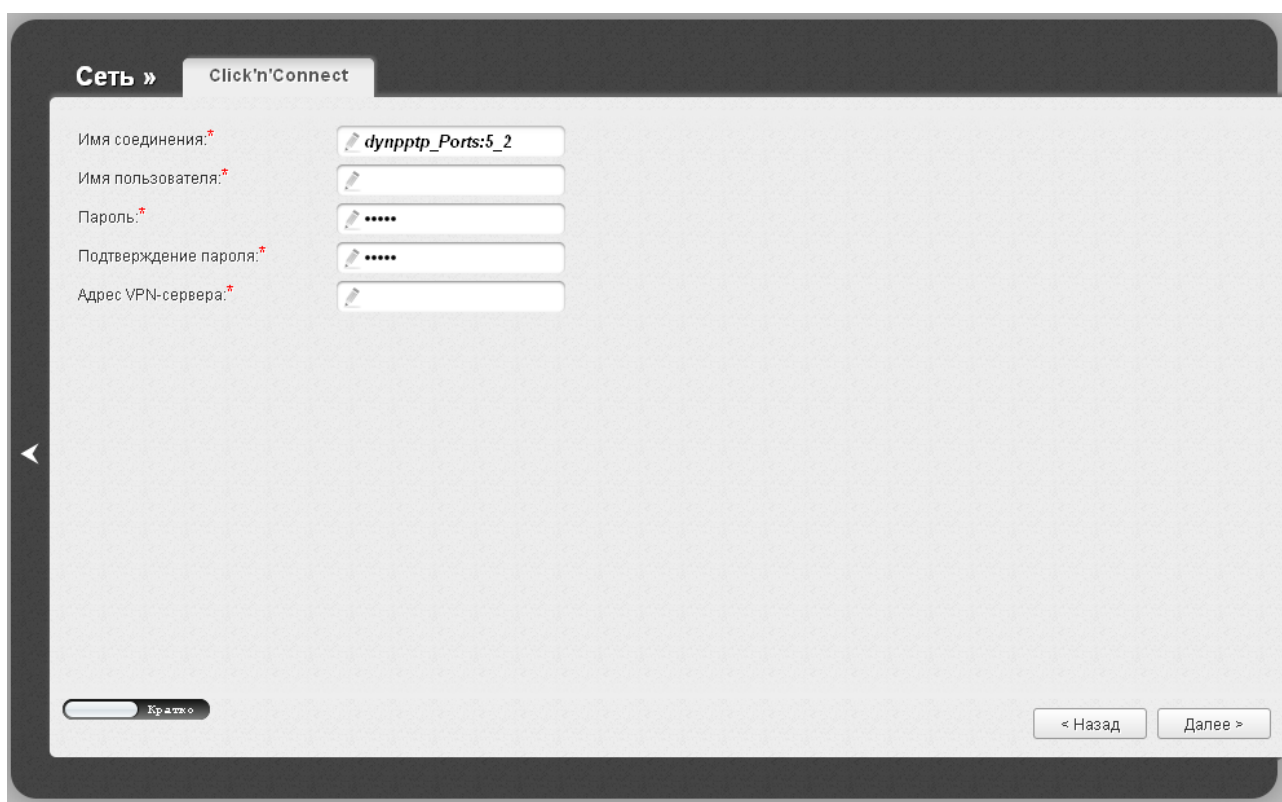 Сеть »
Click'n'Connect
Имя соединения:* dynpptp_Ports:5_2
Имя пользователя:*
Пароль:* •••••
Подтверждение пароля:* •••••
Адрес VPN-сервера:*
Кратко
< Назад
Далее >